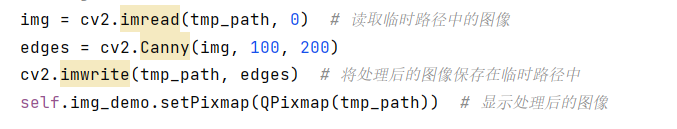 img = cv2.imread(tmp_path, 0)  # 读取临时路径中的图像
edges = cv2.Canny(img, 100, 200)
cv2.imwrite(tmp_path, edges)  # 将处理后的图像保存在临时路径中
self.img_demo.setPixmap(QPixmap(tmp_path))  # 显示处理后的图像